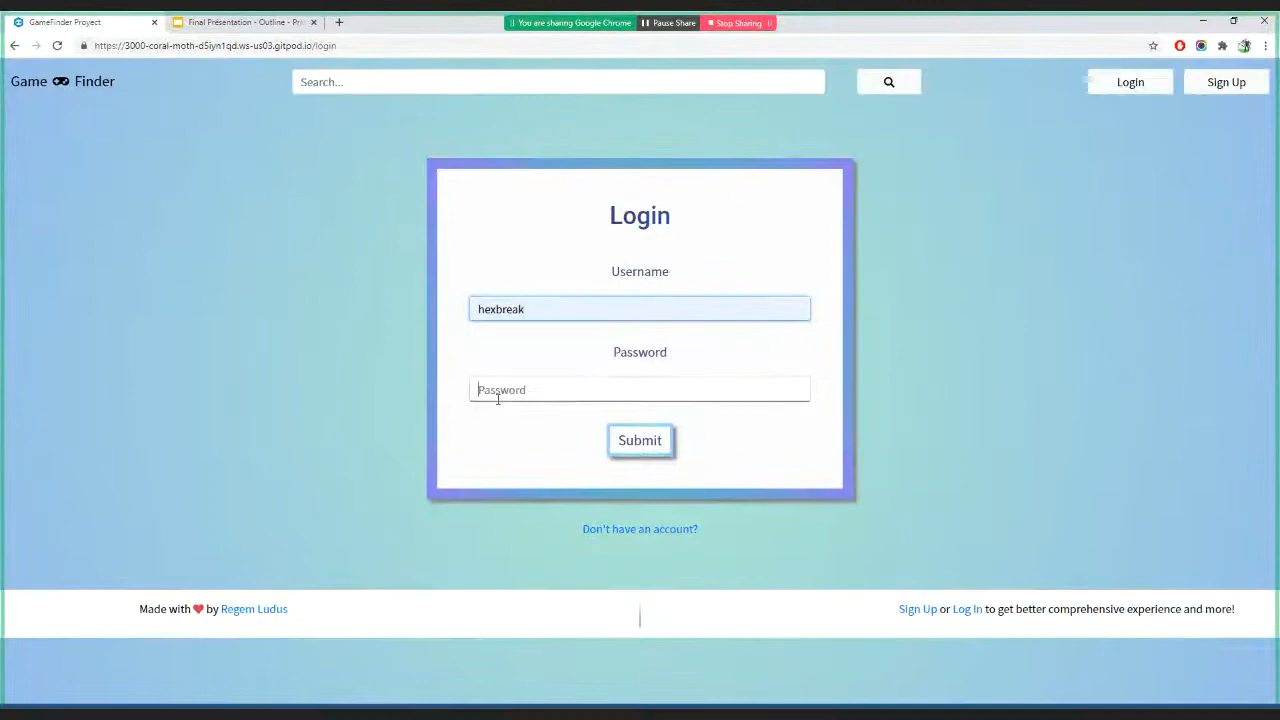 GameFinder Project
Final Présentation - Outline - Pr
You are sharing Google Chrome
Pause Share
Stop Sharing
https://3000-coral-moth-d5iyn1qd.ws-us03.gitpod.io/login
Game Finder
Search...
Login
Sign Up
Login
Username
hexbreak
Password
Password
Submit
Don't have an account?
Made with ❤ by Regem Ludus
Sign Up or Log In to get better comprehensive experience and more!